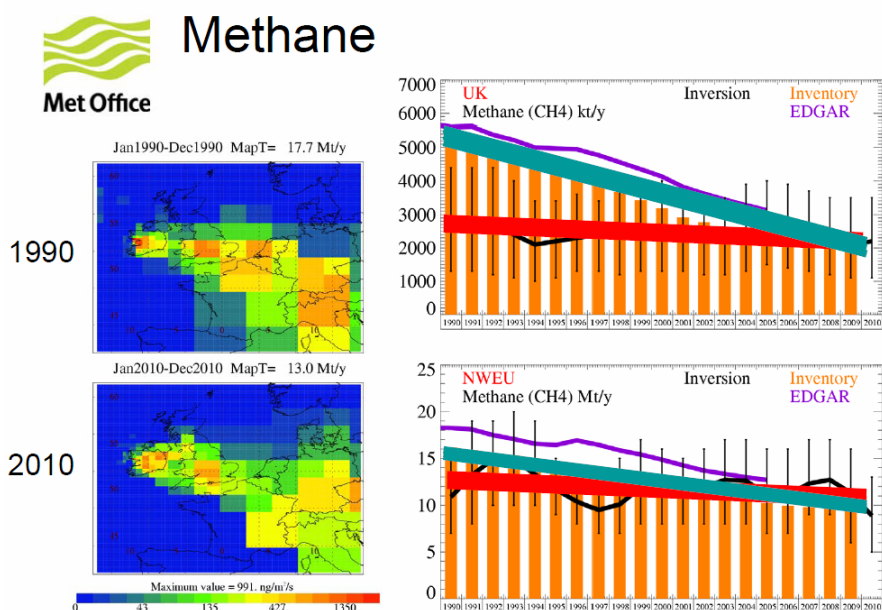 Methane
Met Office
1990
Jan1990-Dec1990 MapT= 17.7 Mt/y
2010
Jan2010-Dec2010 MapT= 13.0 Mt/y
Maximum value = 991. ng/m²/s
0 43 135 427 1350
UK Inversion Inventory
Methane (CH4) kt/y EDGAR
7000
6000
5000
4000
3000
2000
1000
0
1990 1991 1992 1993 1994 1995 1996 1997 1998 1999 2000 2001 2002 2003 2004 2005 2006 2007 2008 2009 2010
NWEU Inversion Inventory
Methane (CH4) Mt/y EDGAR
25
20
15
10
5
0
1990 1991 1992 1993 1994 1995 1996 1997 1998 1999 2000 2001 2002 2003 2004 2005 2006 2007 2008 2009